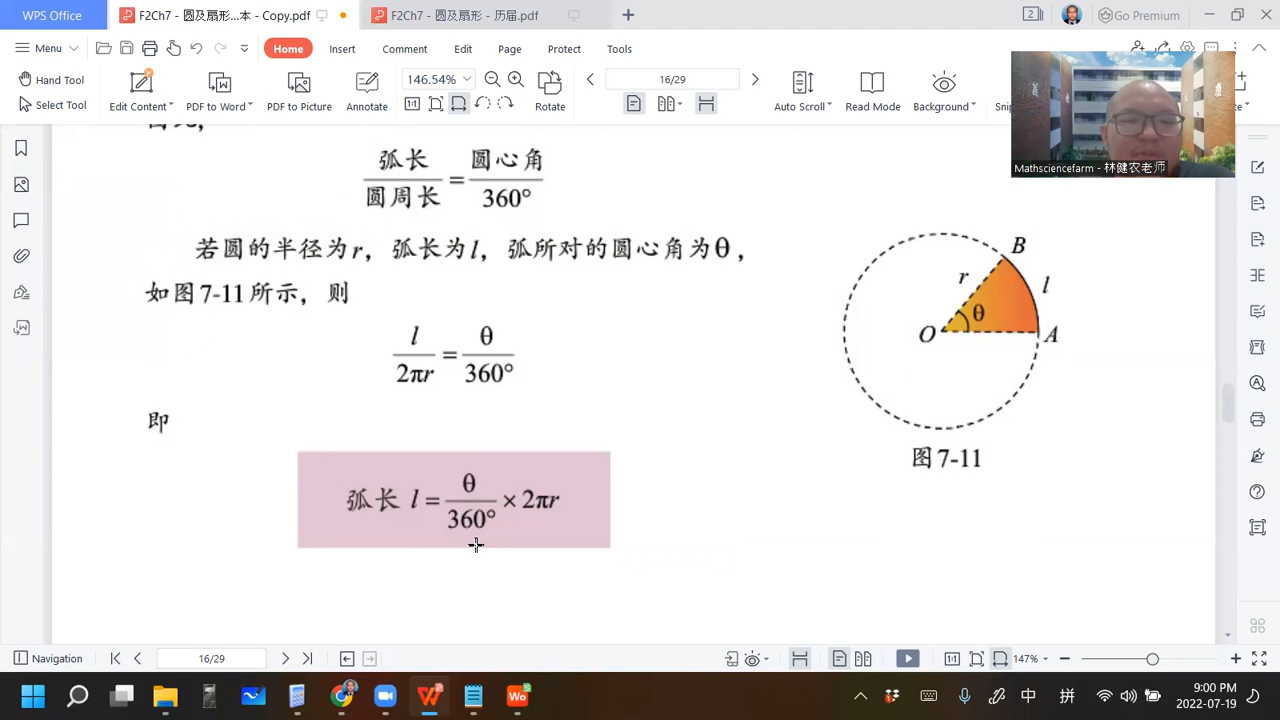 WPS Office
F2Ch7 - 圆及扇形...本 - Copy.pdf
F2Ch7 - 圆及扇形 - 历届.pdf
2
Go Premium
Menu
Home
Insert
Comment
Edit
Page
Protect
Tools
Hand Tool
Select Tool
Edit Content
PDF to Word
PDF to Picture
Annotate
146.54%
Rotate
16/29
Auto Scroll
Read Mode
Background
Mathsciencefarm - 林健农老师
弧长/圆周长 = 圆心角/360°
若圆的半径为r，弧长为l，弧所对的圆心角为θ，
如图7-11所示，则
l/2πr = θ/360°
即
弧长 l = θ/360° × 2πr
B
r
l
θ
O
A
图7-11
Navigation
16/29
147%
中
拼
9:00 PM
2022-07-19